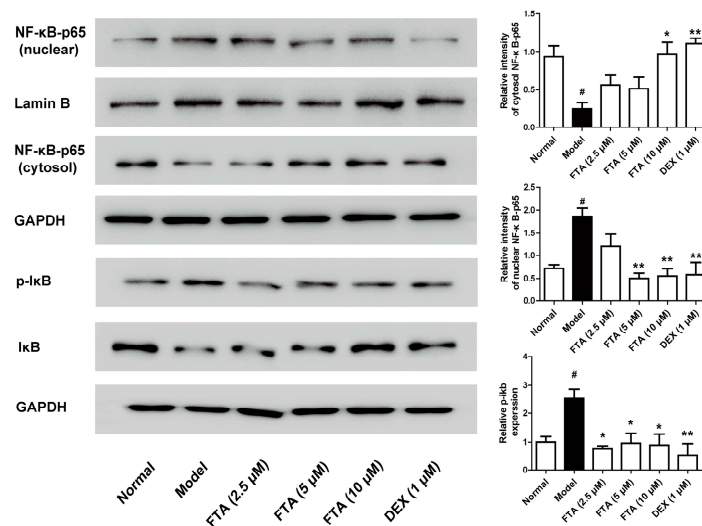 NF-κB-p65
(nuclear)
Lamin B
NF-κB-p65
(cytosol)
GAPDH
p-IκB
IκB
GAPDH
Normal
Model
FTA (2.5 μM)
FTA (5 μM)
FTA (10 μM)
DEX (1 μM)
Relative intensity
of cytosol NF-κ B-p65
1.5
1.0
0.5
0.0
#
*
**
Normal
Model
FTA (2.5 μM)
FTA (5 μM)
FTA (10 μM)
DEX (1 μM)
Relative intensity
of nuclear NF-κ B-p65
2.5
2.0
1.5
1.0
0.5
0.0
#
**
**
**
Normal
Model
FTA (2.5 μM)
FTA (5 μM)
FTA (10 μM)
DEX (1 μM)
Relative p-ikb
experssion
4
3
2
1
0
#
*
*
*
**
Normal
Model
FTA (2.5 μM)
FTA (5 μM)
FTA (10 μM)
DEX (1 μM)